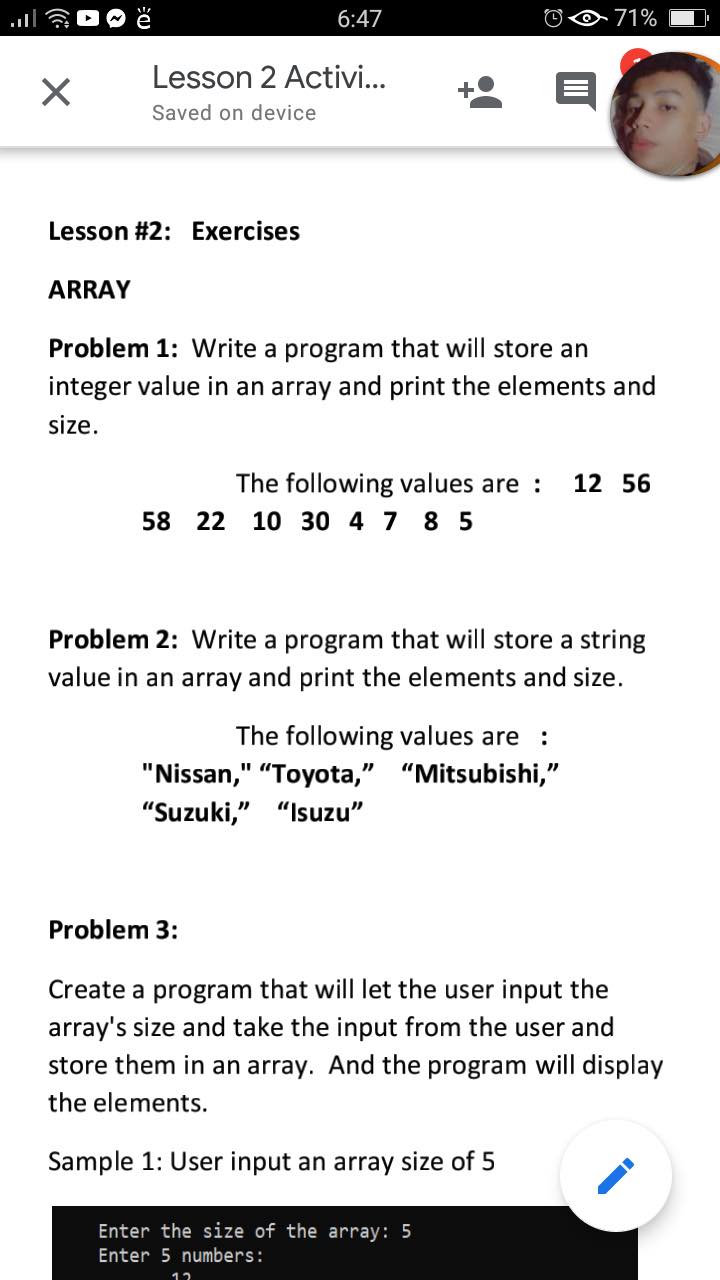 6:47
71%
Lesson 2 Activi...
Saved on device
Lesson #2: Exercises
ARRAY
Problem 1: Write a program that will store an
integer value in an array and print the elements and
size.
The following values are : 12 56
58 22 10 30 4 7 8 5
Problem 2: Write a program that will store a string
value in an array and print the elements and size.
The following values are :
"Nissan," “Toyota,” “Mitsubishi,”
“Suzuki,” “Isuzu”
Problem 3:
Create a program that will let the user input the
array's size and take the input from the user and
store them in an array. And the program will display
the elements.
Sample 1: User input an array size of 5
Enter the size of the array: 5
Enter 5 numbers:
12